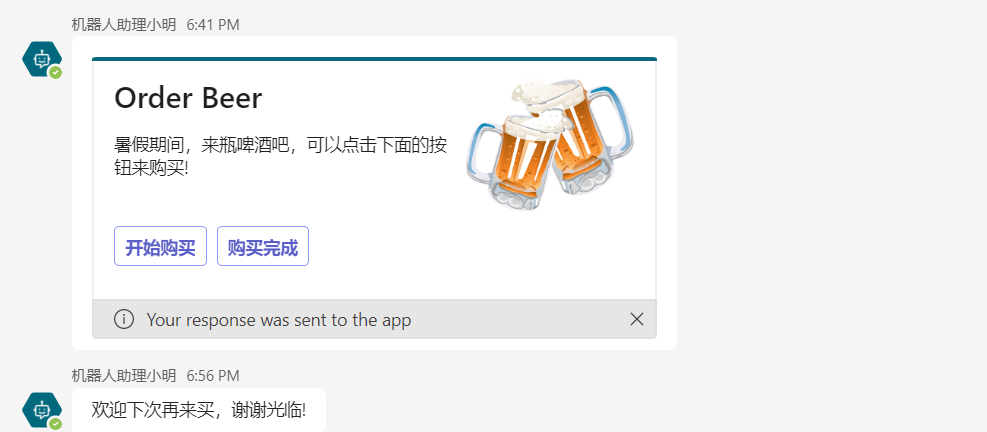 机器人助理小明 6:41 PM
Order Beer
暑假期间，来瓶啤酒吧，可以点击下面的按
钮来购买!
开始购买 购买完成
Your response was sent to the app
机器人助理小明 6:56 PM
欢迎下次再来买，谢谢光临!